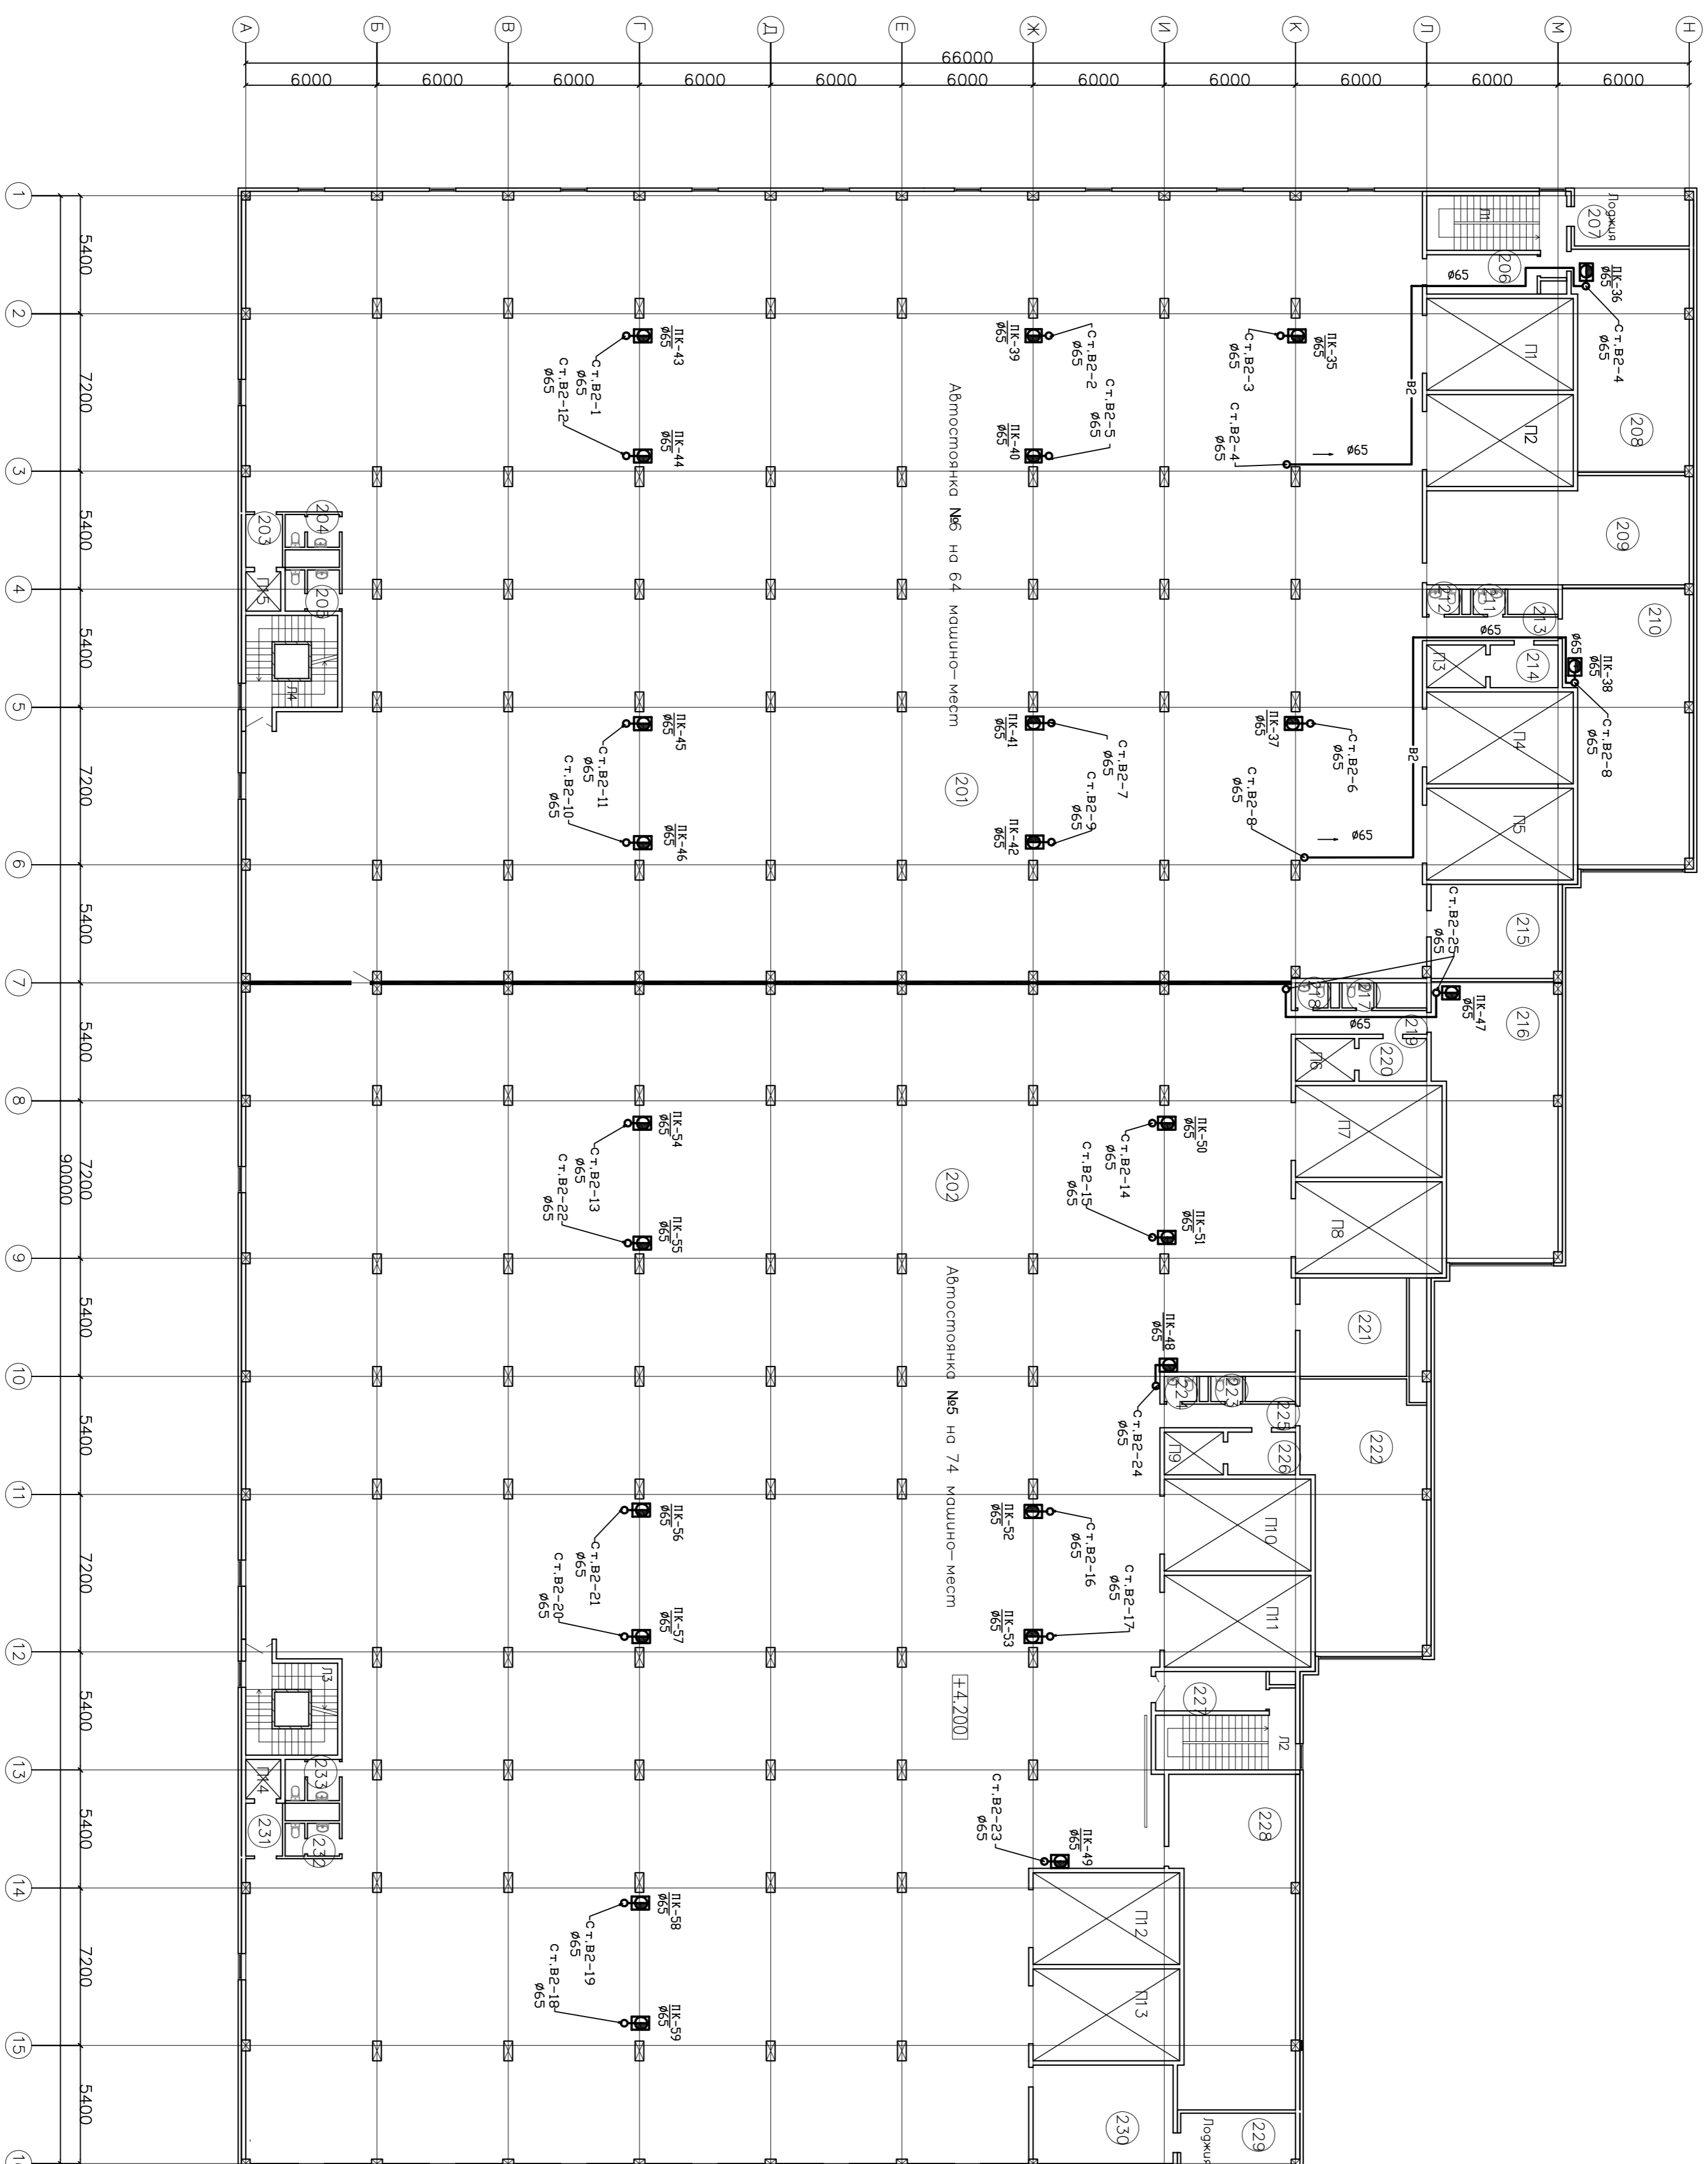 А
Б
В
Г
Д
Е
Ж
И
К
Л
М
Н
66000
6000
6000
6000
6000
6000
6000
6000
6000
6000
6000
6000
1
2
3
4
5
6
7
8
9
10
11
12
13
14
15
5400
7200
5400
5400
7200
5400
5400
7200
5400
5400
7200
5400
5400
7200
5400
90000
Лоджия
207
Л1
206
ø65
ПК-36
ø65
Ст.В2-4
ø65
П1
П2
208
В2
ø65
Ст.В2-4
ø65
ПК-35
ø65
Ст.В2-3
ø65
ПК-39
ø65
Ст.В2-2
ø65
ПК-40
ø65
Ст.В2-5
ø65
ПК-43
ø65
Ст.В2-1
ø65
ПК-44
ø65
Ст.В2-12
ø65
Автостоянка №6 на 64 машино-мест
201
209
210
211
212
213
214
ø65
ø65
ПК-38
ø65
Ст.В2-8
ø65
П3
П4
П5
В2
ø65
Ст.В2-8
ø65
ПК-37
ø65
Ст.В2-6
ø65
ПК-41
ø65
Ст.В2-7
ø65
ПК-42
ø65
Ст.В2-9
ø65
ПК-45
ø65
Ст.В2-11
ø65
ПК-46
ø65
Ст.В2-10
ø65
203
204
205
П15
Л4
215
Ст.В2-25
ø65
ПК-47
ø65
216
217
218
219
220
ø65
П6
П7
П8
ПК-50
ø65
Ст.В2-14
ø65
ПК-51
ø65
Ст.В2-15
ø65
ПК-54
ø65
Ст.В2-13
ø65
ПК-55
ø65
Ст.В2-22
ø65
202
Автостоянка №5 на 74 машино-мест
221
222
223
224
225
226
ПК-48
ø65
Ст.В2-24
ø65
П9
П10
П11
ПК-52
ø65
Ст.В2-16
ø65
ПК-53
ø65
Ст.В2-17
ø65
ПК-56
ø65
Ст.В2-21
ø65
ПК-57
ø65
Ст.В2-20
ø65
+4.200
227
Л2
228
Л3
П14
231
232
233
ПК-49
ø65
Ст.В2-23
ø65
П12
П13
ПК-58
ø65
Ст.В2-19
ø65
ПК-59
ø65
Ст.В2-18
ø65
229
Лоджия
230